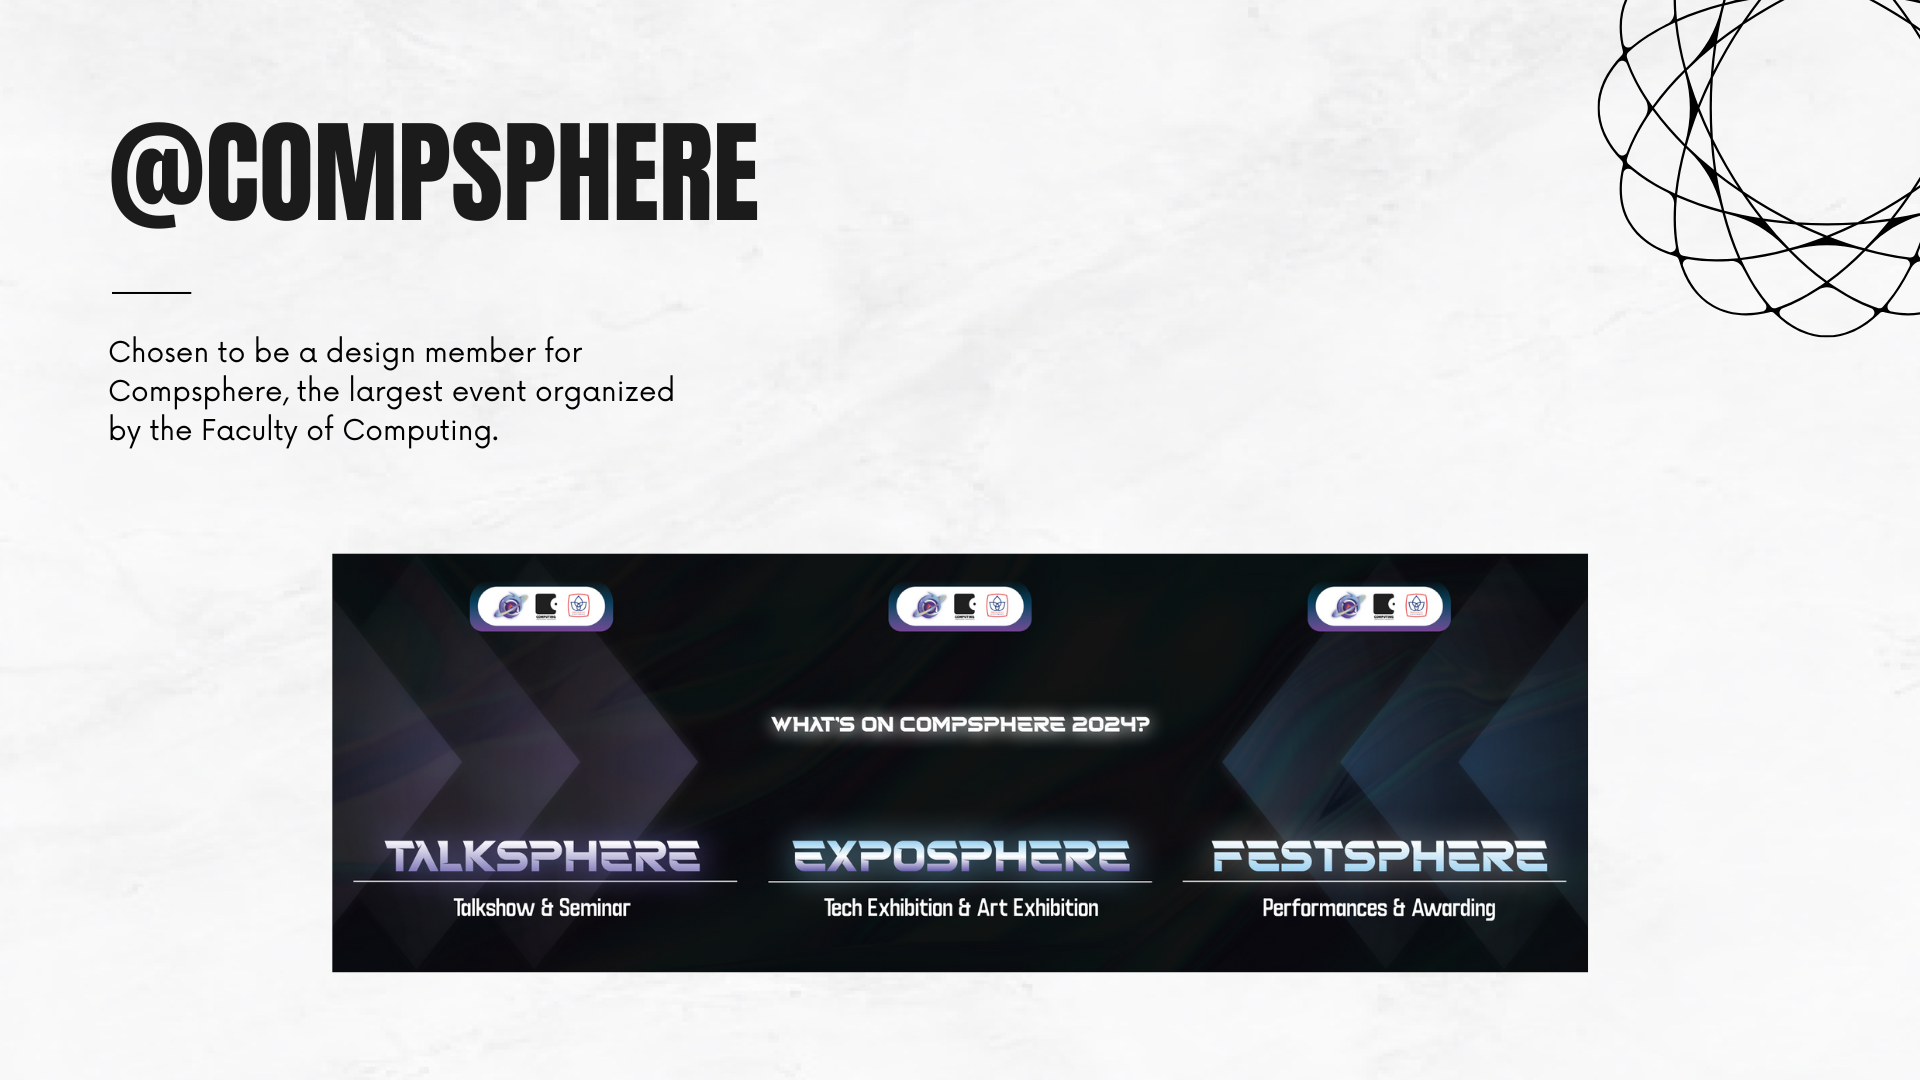 @COMPSPHERE
Chosen to be a design member for
Compsphere, the largest event organized
by the Faculty of Computing.
WHAT'S ON COMPSPHERE 2024?
TALKSPHERE
Talkshow & Seminar
EXPOSPHERE
Tech Exhibition & Art Exhibition
FESTSPHERE
Performances & Awarding